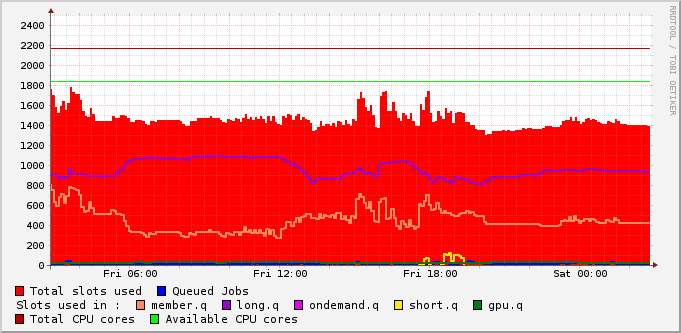 2400
2200
2000
1800
1600
1400
1200
1000
800
600
400
200
0
Fri 06:00 Fri 12:00 Fri 18:00 Sat 00:00
Total slots used Queued Jobs
Slots used in : member.q long.q ondemand.q short.q gpu.q
Total CPU cores Available CPU cores
RRDTOOL / TOBI OETIKER